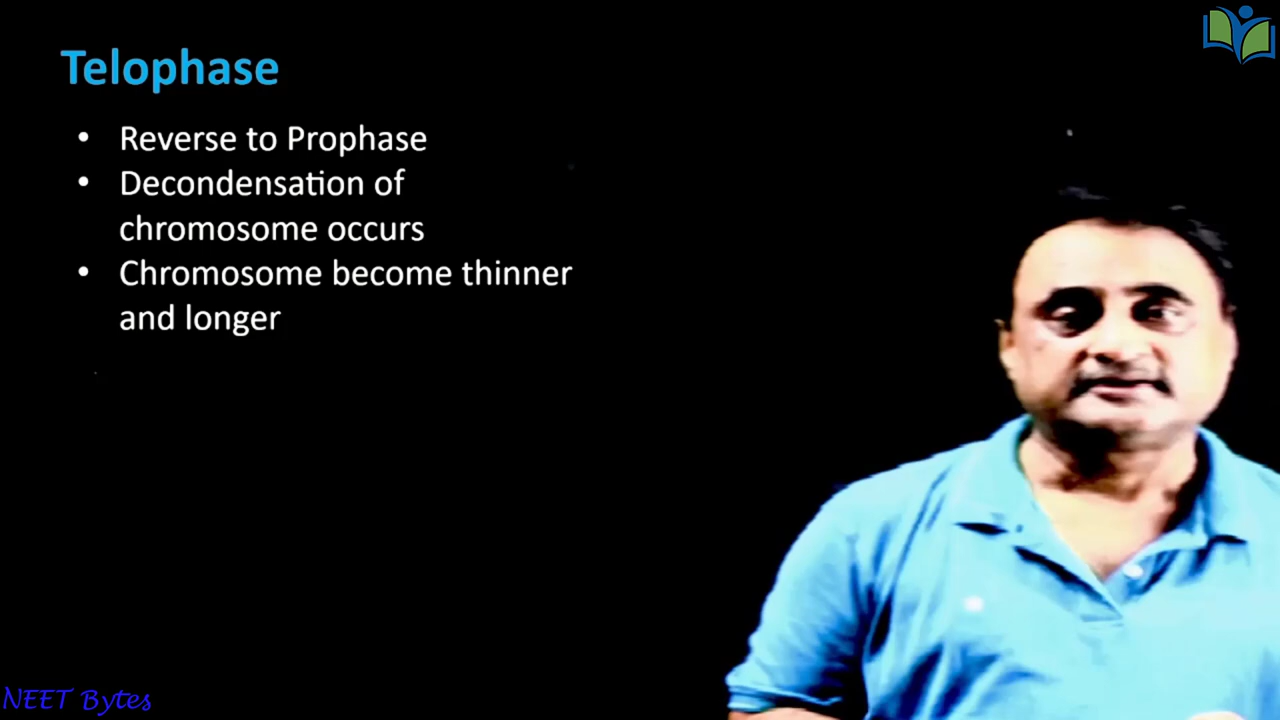 Telophase
• Reverse to Prophase
• Decondensation of
chromosome occurs
• Chromosome become thinner
and longer
NEET Bytes